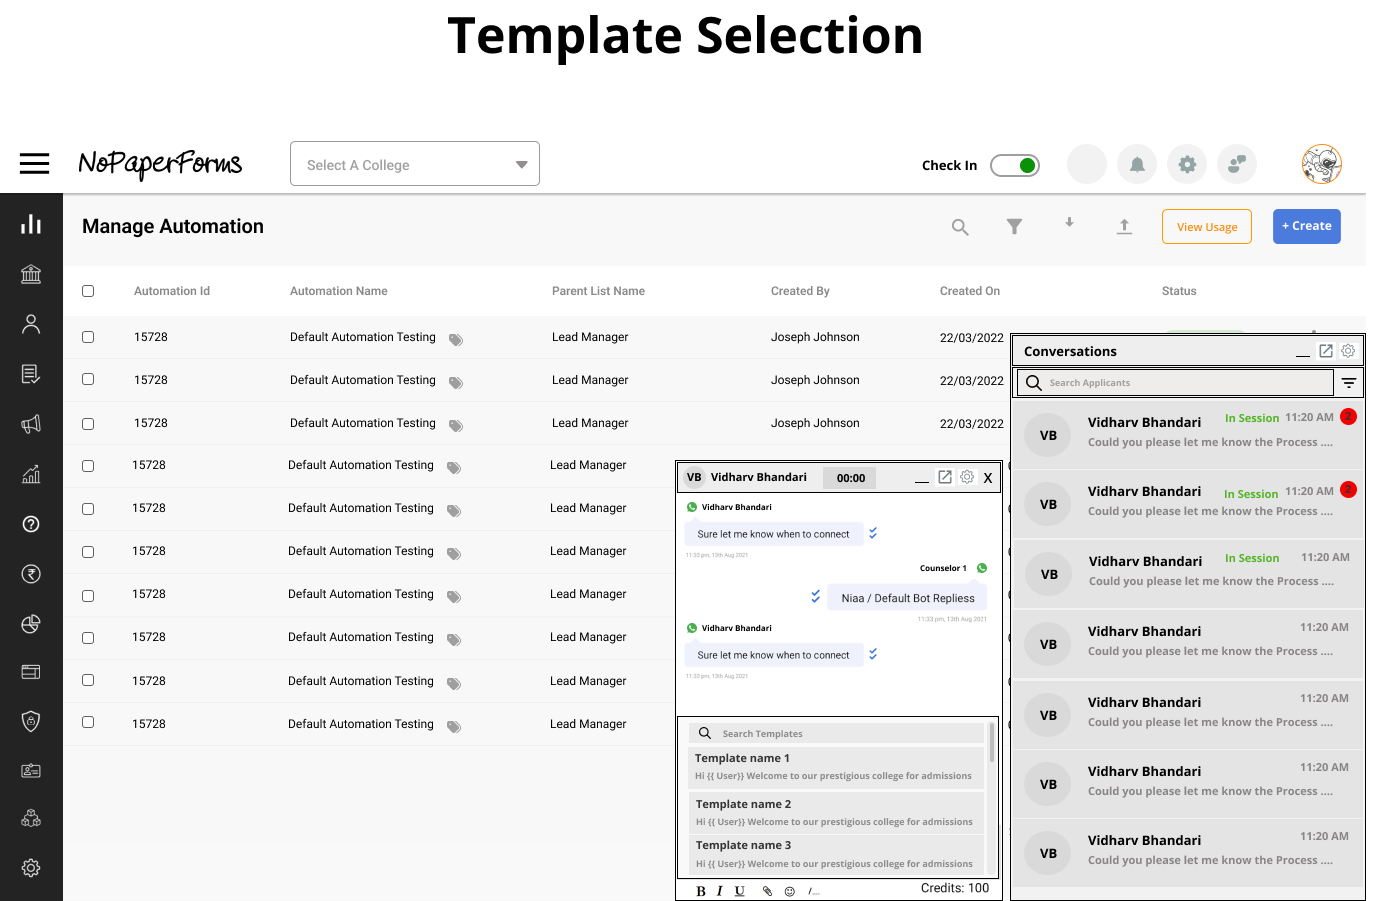 Template Selection
NoPaperForms
Select A College
Check In
Manage Automation
View Usage
+ Create
Automation Id Automation Name Parent List Name Created By Created On Status
15728 Default Automation Testing Lead Manager Joseph Johnson 22/03/2022
15728 Default Automation Testing Lead Manager Joseph Johnson 22/03/2022
15728 Default Automation Testing Lead Manager Joseph Johnson 22/03/2022
15728 Default Automation Testing Lead Manager
15728 Default Automation Testing Lead Manager
15728 Default Automation Testing Lead Manager
15728 Default Automation Testing Lead Manager
15728 Default Automation Testing Lead Manager
15728 Default Automation Testing Lead Manager
15728 Default Automation Testing Lead Manager
VB Vidharv Bhandari 00:00 X
Vidharv Bhandari
Sure let me know when to connect
11:33 pm, 13th Aug 2021
Counselor 1
Niaa / Default Bot Repliess
11:33 pm, 13th Aug 2021
Vidharv Bhandari
Sure let me know when to connect
11:33 pm, 13th Aug 2021
Search Templates
Template name 1
Hi {{ User}} Welcome to our prestigious college for admissions
Template name 2
Hi {{ User}} Welcome to our prestigious college for admissions
Template name 3
Hi {{ User}} Welcome to our prestigious college for admissions
B I U /... Credits: 100
Conversations
Search Applicants
VB Vidharv Bhandari In Session 11:20 AM 2
Could you please let me know the Process ....
VB Vidharv Bhandari In Session 11:20 AM 2
Could you please let me know the Process ....
VB Vidharv Bhandari In Session 11:20 AM
Could you please let me know the Process ....
VB Vidharv Bhandari 11:20 AM
Could you please let me know the Process ....
VB Vidharv Bhandari 11:20 AM
Could you please let me know the Process ....
VB Vidharv Bhandari 11:20 AM
Could you please let me know the Process ....
VB Vidharv Bhandari 11:20 AM
Could you please let me know the Process ....